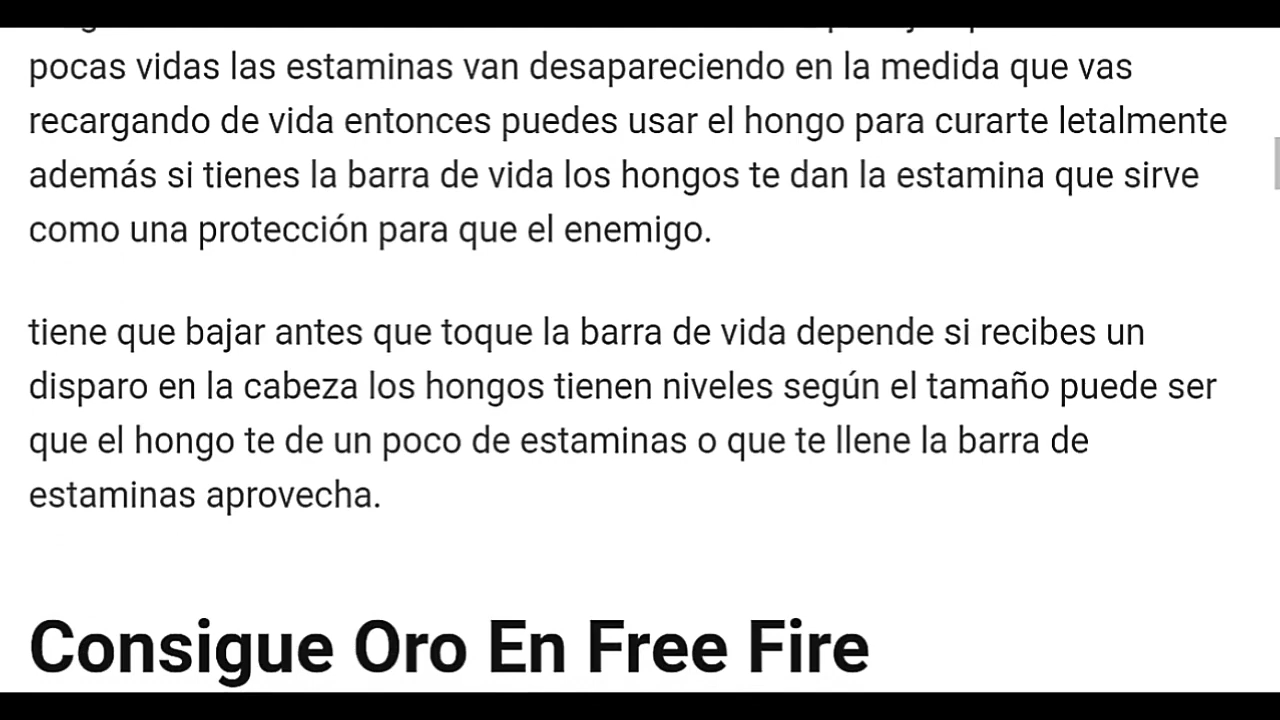 pocas vidas las estaminas van desapareciendo en la medida que vas
recargando de vida entonces puedes usar el hongo para curarte letalmente
además si tienes la barra de vida los hongos te dan la estamina que sirve
como una protección para que el enemigo.
tiene que bajar antes que toque la barra de vida depende si recibes un
disparo en la cabeza los hongos tienen niveles según el tamaño puede ser
que el hongo te de un poco de estaminas o que te llene la barra de
estaminas aprovecha.
Consigue Oro En Free Fire